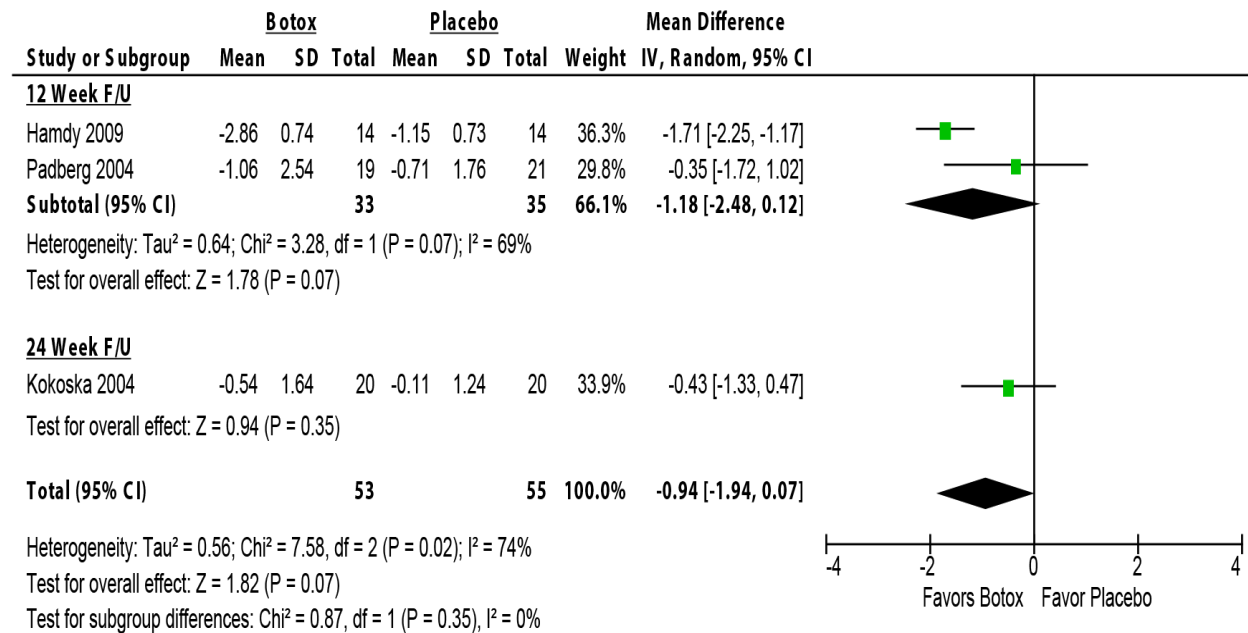 Botox Placebo Mean Difference
Study or Subgroup Mean SD Total Mean SD Total Weight IV, Random, 95% CI
12 Week F/U
Hamdy 2009 -2.86 0.74 14 -1.15 0.73 14 36.3% -1.71 [-2.25, -1.17]
Padberg 2004 -1.06 2.54 19 -0.71 1.76 21 29.8% -0.35 [-1.72, 1.02]
Subtotal (95% CI) 33 35 66.1% -1.18 [-2.48, 0.12]
Heterogeneity: Tau² = 0.64; Chi² = 3.28, df = 1 (P = 0.07); I² = 69%
Test for overall effect: Z = 1.78 (P = 0.07)
24 Week F/U
Kokoska 2004 -0.54 1.64 20 -0.11 1.24 20 33.9% -0.43 [-1.33, 0.47]
Test for overall effect: Z = 0.94 (P = 0.35)
Total (95% CI) 53 55 100.0% -0.94 [-1.94, 0.07]
Heterogeneity: Tau² = 0.56; Chi² = 7.58, df = 2 (P = 0.02); I² = 74%
Test for overall effect: Z = 1.82 (P = 0.07)
Test for subgroup differences: Chi² = 0.87, df = 1 (P = 0.35), I² = 0%
-4 -2 0 2 4
Favors Botox Favor Placebo